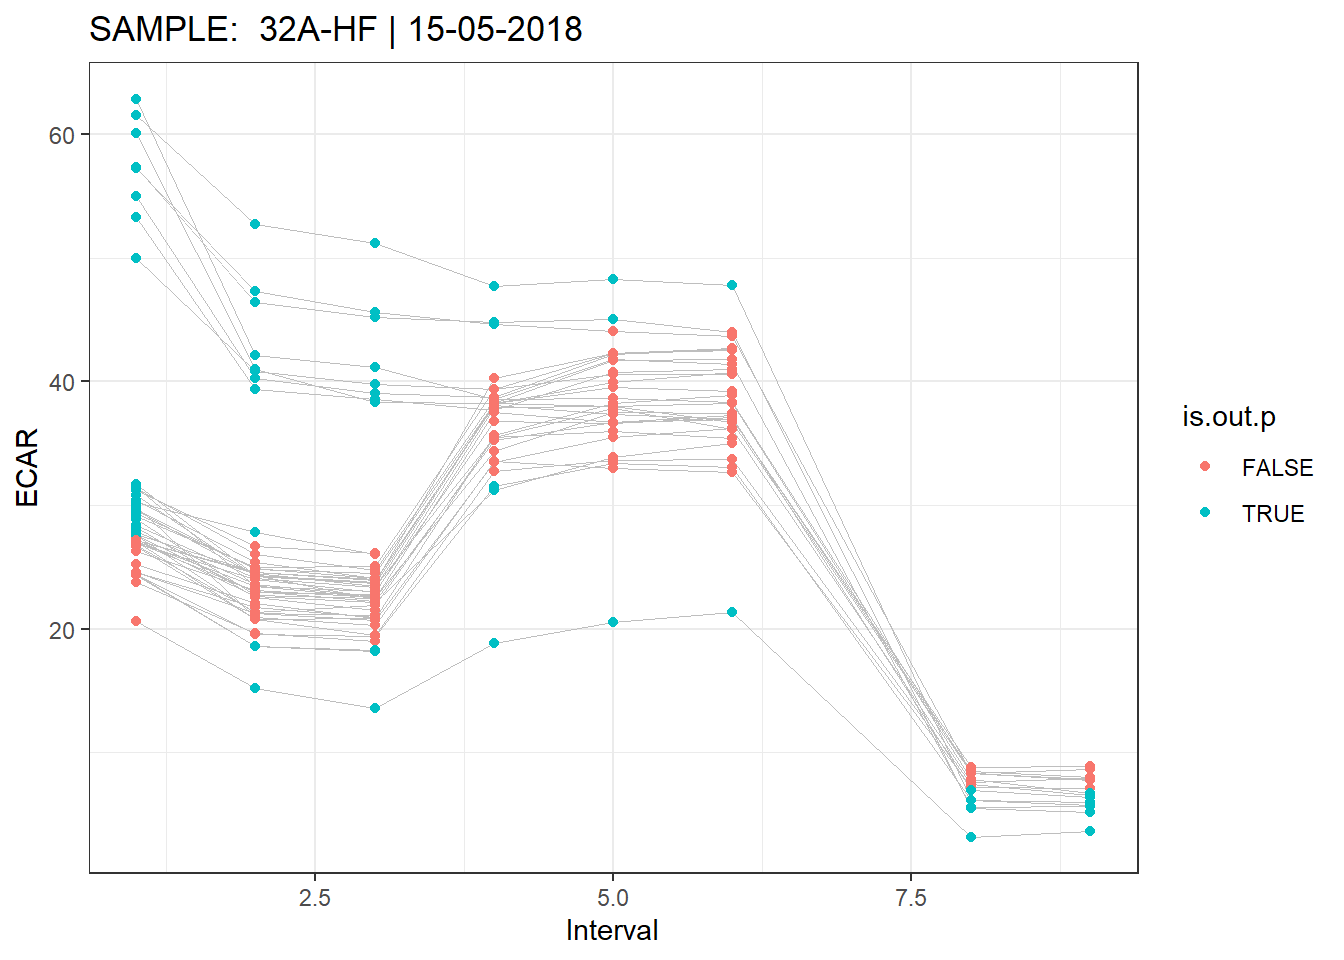 SAMPLE:  32A-HF | 15-05-2018
60
40
20
ECAR
2.5
5.0
7.5
Interval
is.out.p
FALSE
TRUE